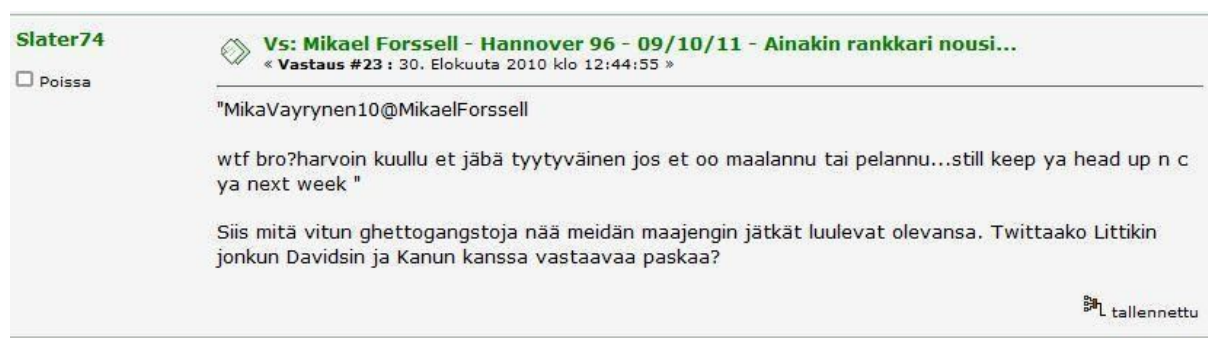 Slater74
Poissa
Vs: Mikael Forssell - Hannover 96 - 09/10/11 - Ainakin rankkari nousi...
« Vastaus #23 : 30. Elokuuta 2010 klo 12:44:55 »
"MikaVayrynen10@MikaelForssell
wtf bro?harvoin kuullu et jäbä tyytyväinen jos et oo maalannu tai pelannu...still keep ya head up n c
ya next week "
Siis mitä vitun ghettogangstoja nää meidän maajengin jätkät luulevat olevansa. Twittaako Littikin
jonkun Davidsin ja Kanun kanssa vastaavaa paskaa?
tallennettu